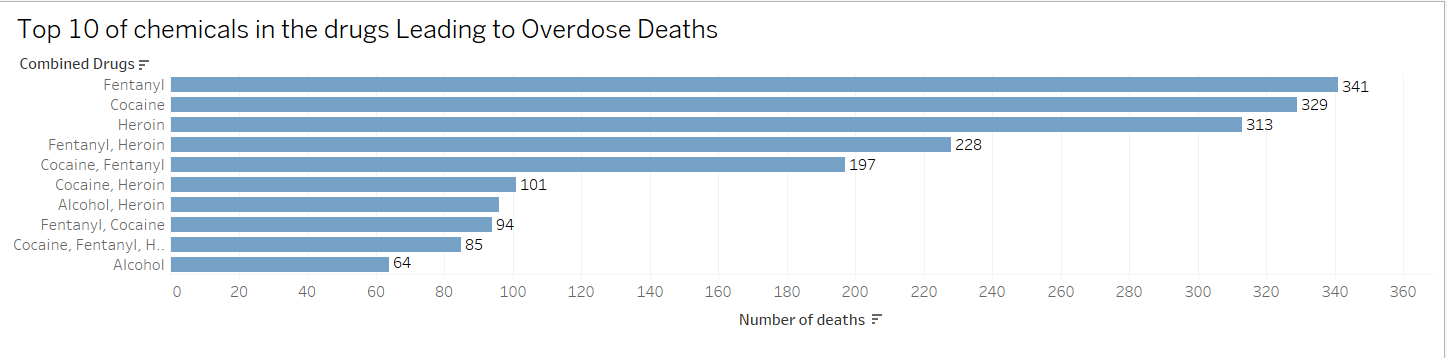 Top 10 of chemicals in the drugs Leading to Overdose Deaths
Combined Drugs
Fentanyl 341
Cocaine 329
Heroin 313
Fentanyl, Heroin 228
Cocaine, Fentanyl 197
Cocaine, Heroin 101
Alcohol, Heroin
Fentanyl, Cocaine 94
Cocaine, Fentanyl, H.. 85
Alcohol 64
0 20 40 60 80 100 120 140 160 180 200 220 240 260 280 300 320 340 360
Number of deaths